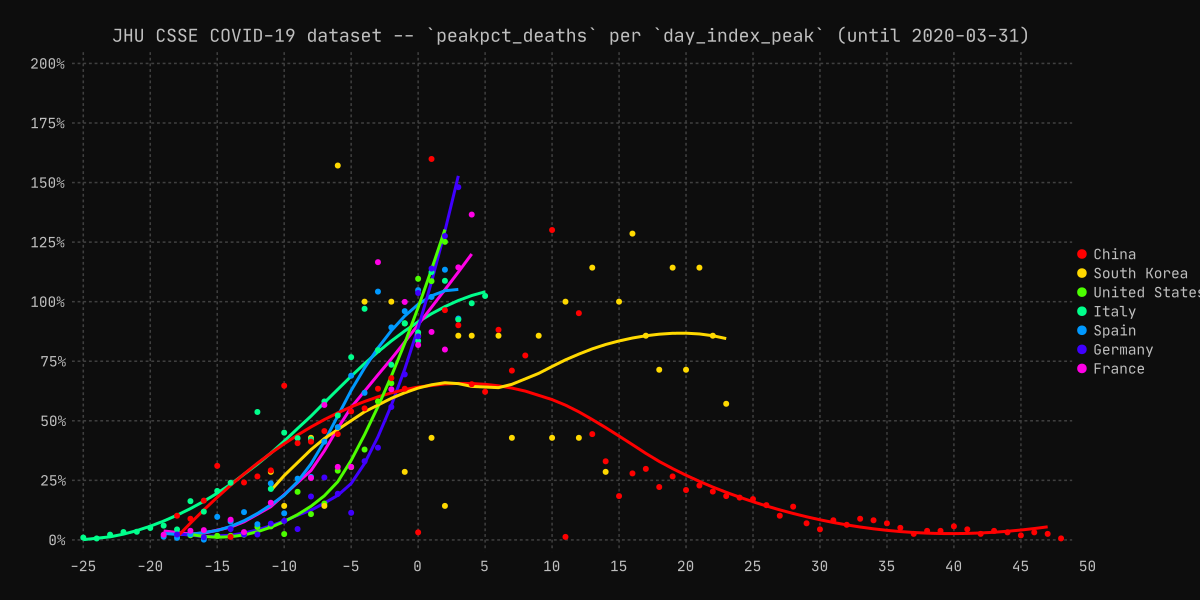 JHU CSSE COVID-19 dataset -- `peakpct_deaths` per `day_index_peak` (until 2020-03-31)
200%
175%
150%
125%
100%
75%
50%
25%
0%
-25 -20 -15 -10 -5 0 5 10 15 20 25 30 35 40 45 50
China
South Korea
United States
Italy
Spain
Germany
France